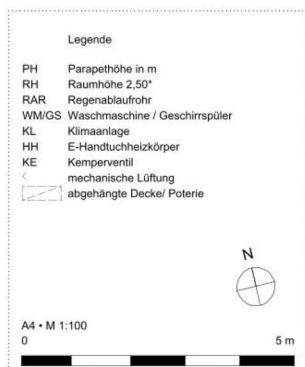 Legende
PH Parapethöhe in m
RH Raumhöhe 2,50*
RAR Regenablaufrohr
WM/GS Waschmaschine / Geschirrspüler
KL Klimaanlage
HH E-Handtuchheizkörper
KE Kemperventil
< mechanische Lüftung
abgehängte Decke/ Poterie
N
A4 • M 1:100
0 5 m